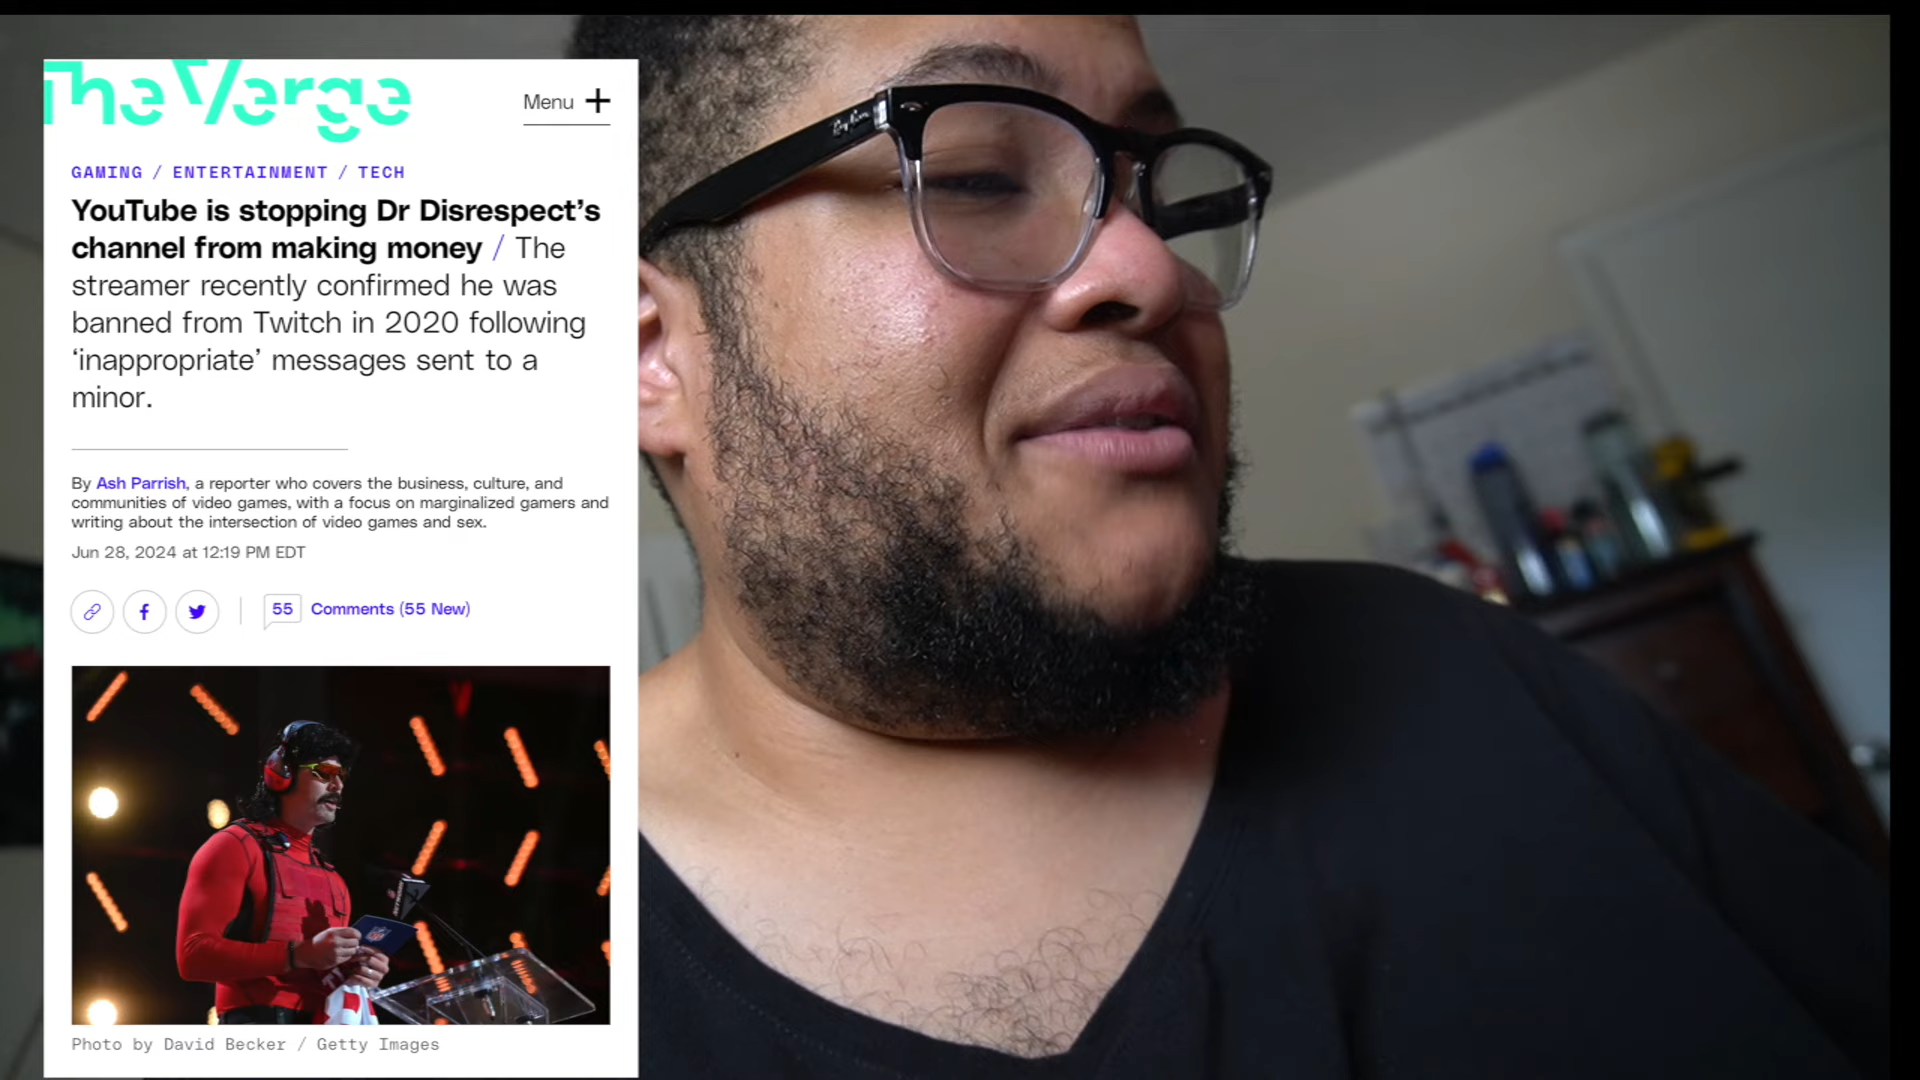 The Verge
Menu
GAMING / ENTERTAINMENT / TECH
YouTube is stopping Dr Disrespect’s
channel from making money / The
streamer recently confirmed he was
banned from Twitch in 2020 following
‘inappropriate’ messages sent to a
minor.
By Ash Parrish, a reporter who covers the business, culture, and
communities of video games, with a focus on marginalized gamers and
writing about the intersection of video games and sex.
Jun 28, 2024 at 12:19 PM EDT
55 Comments (55 New)
Photo by David Becker / Getty Images
Ray-Ban